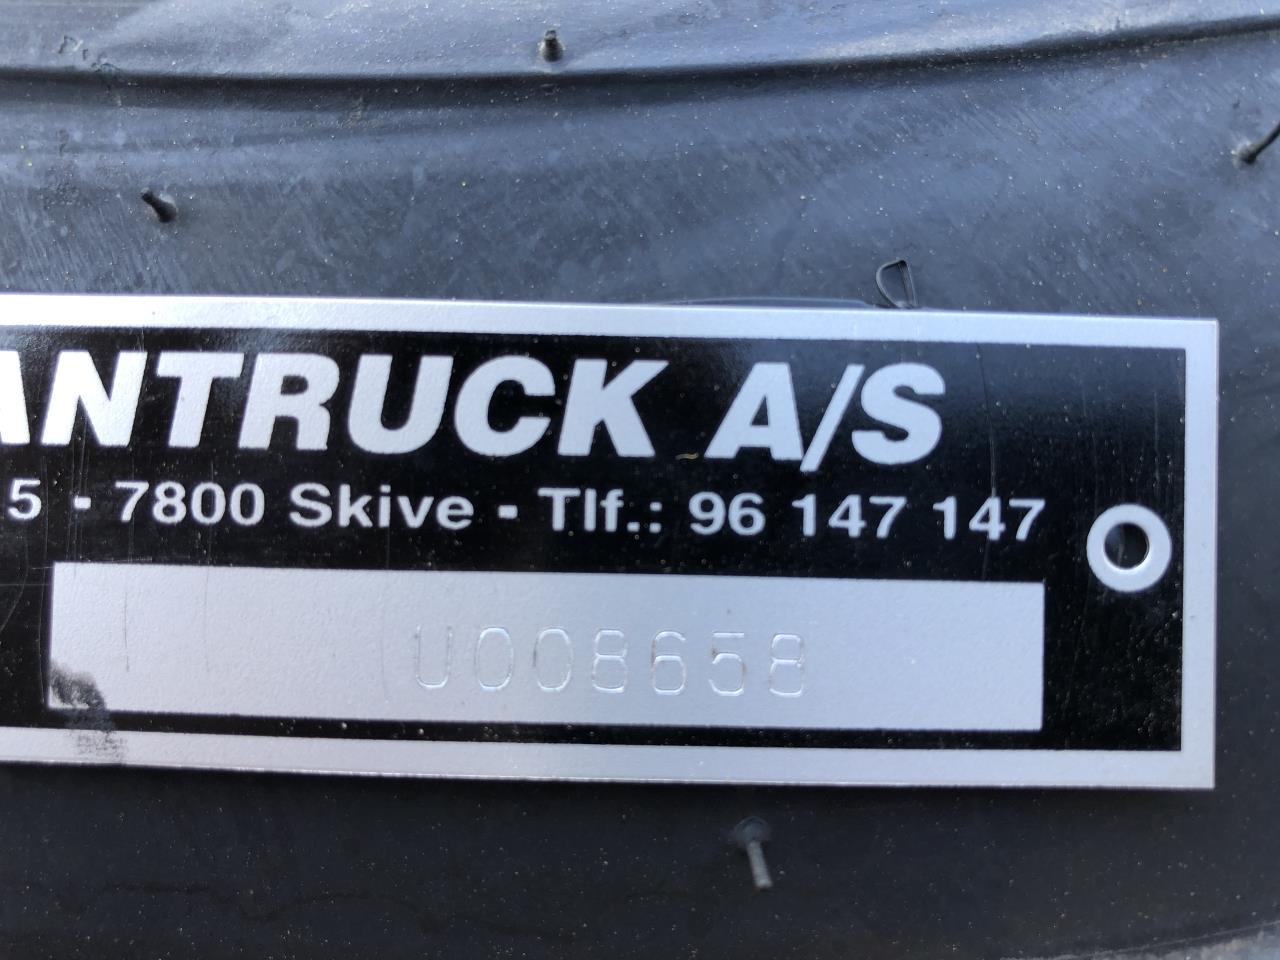 ANTRUCK A/S
5 - 7800 Skive - Tlf.: 96 147 147
U008658